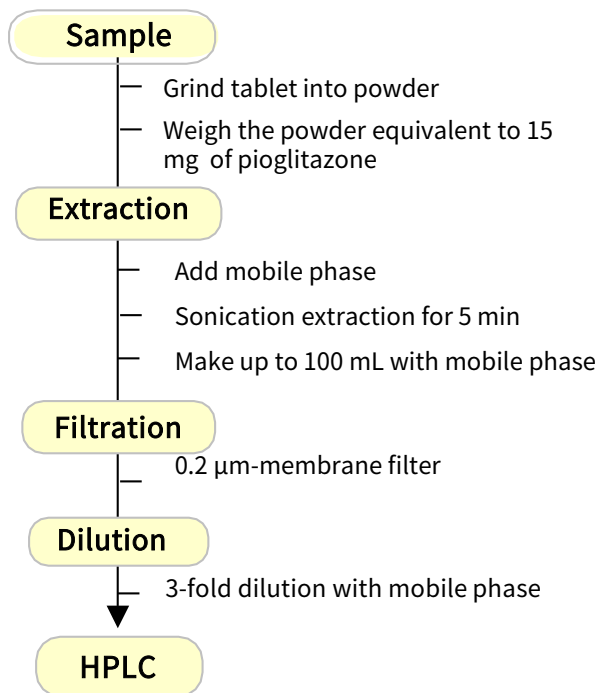 Sample
Grind tablet into powder
Weigh the powder equivalent to 15
mg of pioglitazone
Extraction
Add mobile phase
Sonication extraction for 5 min
Make up to 100 mL with mobile phase
Filtration
0.2 µm-membrane filter
Dilution
3-fold dilution with mobile phase
HPLC